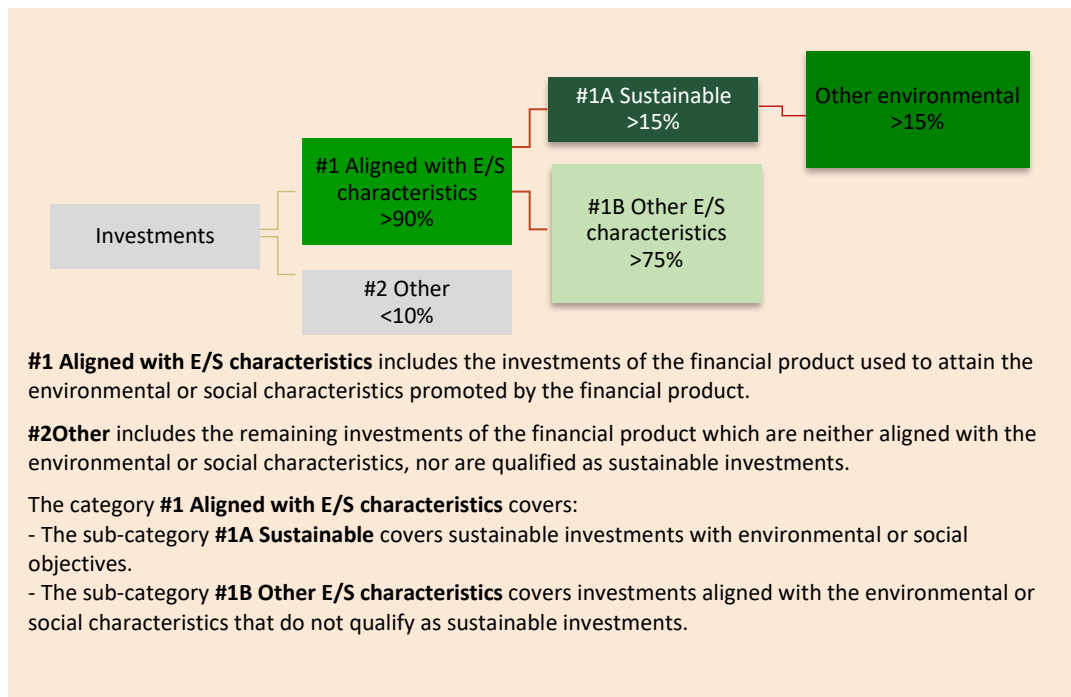 Investments
#1 Aligned with E/S
characteristics
>90%
#2 Other
<10%
#1A Sustainable
>15%
#1B Other E/S
characteristics
>75%
Other environmental
>15%
#1 Aligned with E/S characteristics includes the investments of the financial product used to attain the
environmental or social characteristics promoted by the financial product.
#2Other includes the remaining investments of the financial product which are neither aligned with the
environmental or social characteristics, nor are qualified as sustainable investments.
The category #1 Aligned with E/S characteristics covers:
- The sub-category #1A Sustainable covers sustainable investments with environmental or social
objectives.
- The sub-category #1B Other E/S characteristics covers investments aligned with the environmental or
social characteristics that do not qualify as sustainable investments.